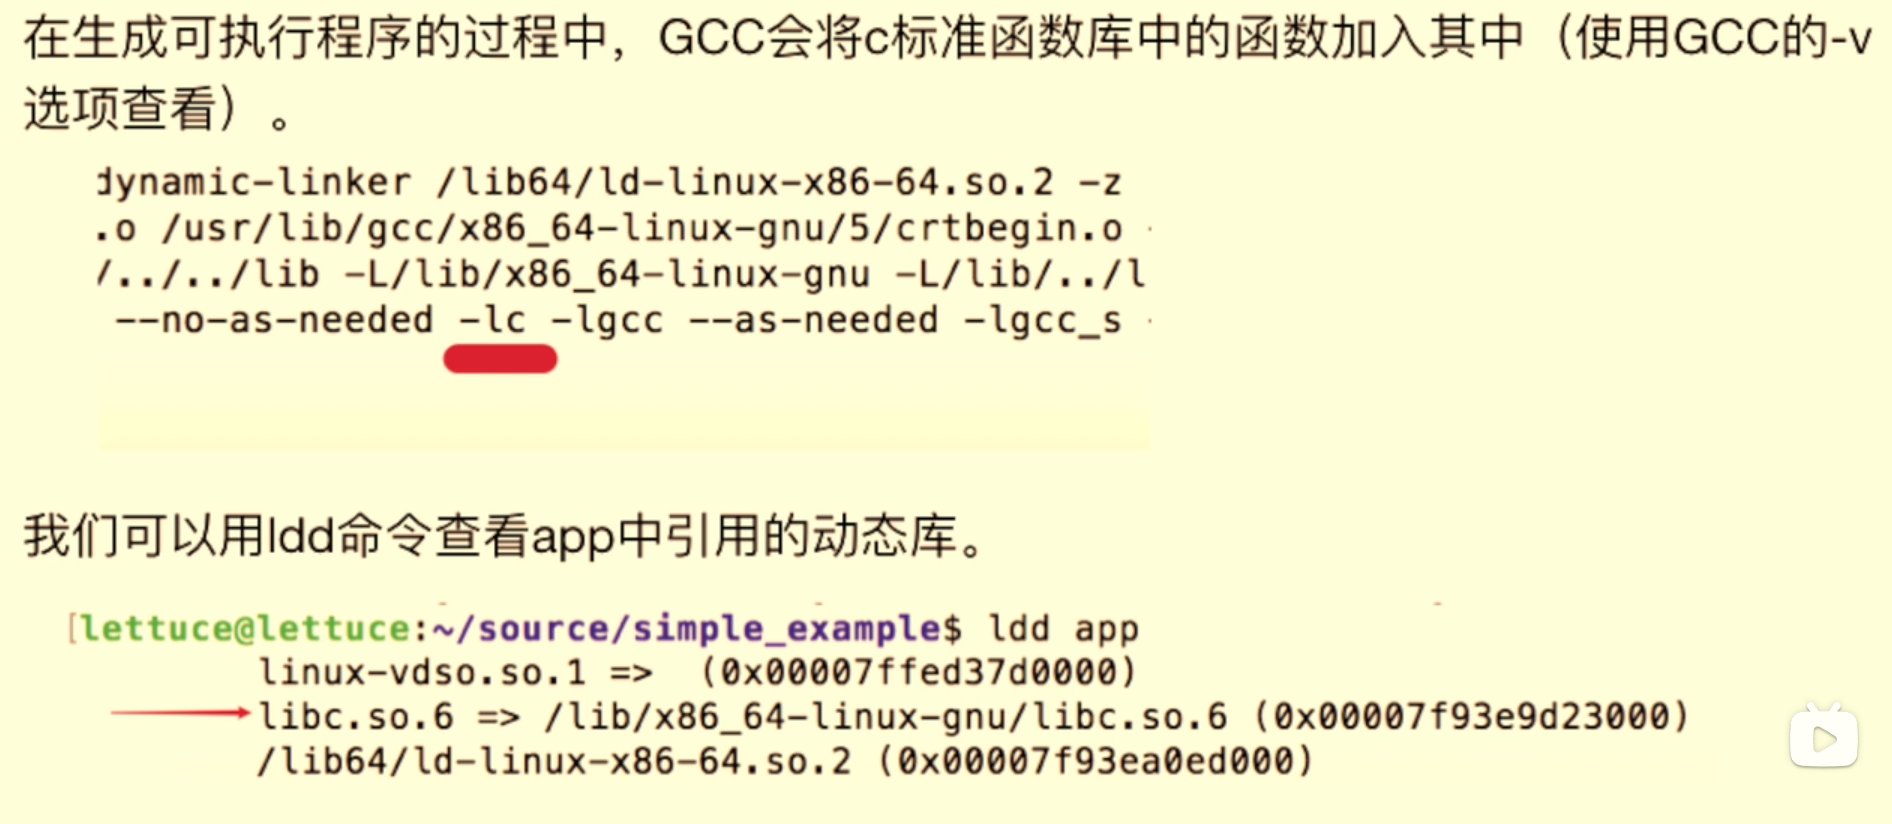 在生成可执行程序的过程中，GCC会将c标准函数库中的函数加入其中（使用GCC的-v
选项查看）。
dynamic-linker /lib64/ld-linux-x86-64.so.2 -z
.o /usr/lib/gcc/x86_64-linux-gnu/5/crtbegin.o
/../../lib -L/lib/x86_64-linux-gnu -L/lib/../l
--no-as-needed -lc -lgcc --as-needed -lgcc_s
我们可以用ldd命令查看app中引用的动态库。
[lettuce@lettuce:~/source/simple_example$ ldd app
linux-vdso.so.1 =>  (0x00007ffed37d0000)
libc.so.6 => /lib/x86_64-linux-gnu/libc.so.6 (0x00007f93e9d23000)
/lib64/ld-linux-x86-64.so.2 (0x00007f93ea0ed000)